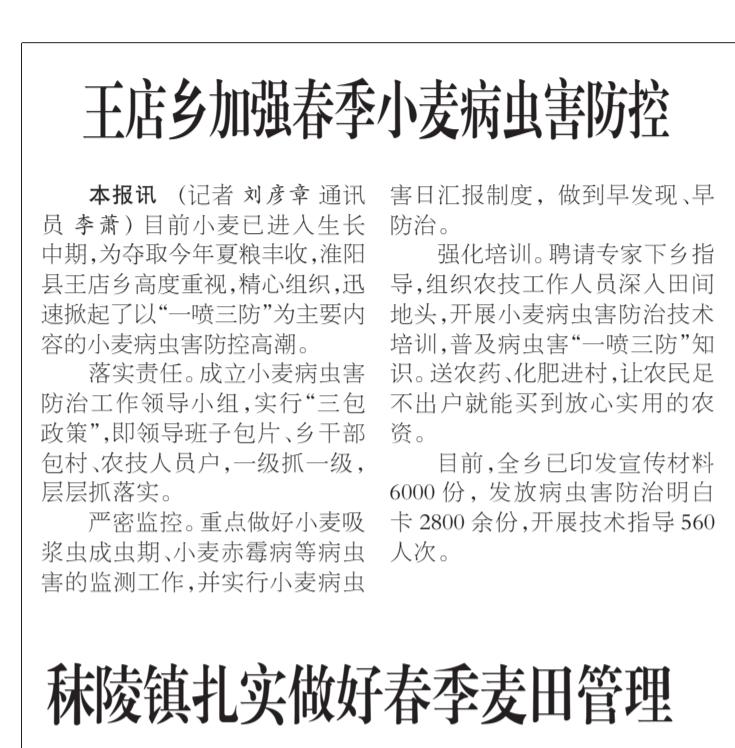 王店乡加强春季小麦病虫害防控
本报讯 (记者 刘彦章 通讯
员 李萧) 目前小麦已进入生长
中期,为夺取今年夏粮丰收,淮阳
县王店乡高度重视,精心组织,迅
速掀起了以“一喷三防”为主要内
容的小麦病虫害防控高潮。
落实责任。成立小麦病虫害
防治工作领导小组,实行“三包
政策”,即领导班子包片、乡干部
包村、农技人员户,一级抓一级,
层层抓落实。
严密监控。重点做好小麦吸
浆虫成虫期、小麦赤霉病等病虫
害的监测工作,并实行小麦病虫
害日汇报制度, 做到早发现、早
防治。
强化培训。聘请专家下乡指
导,组织农技工作人员深入田间
地头,开展小麦病虫害防治技术
培训,普及病虫害“一喷三防”知
识。送农药、化肥进村,让农民足
不出户就能买到放心实用的农
资。
目前,全乡已印发宣传材料
6000 份, 发放病虫害防治明白
卡 2800 余份,开展技术指导 560
人次。
秣陵镇扎实做好春季麦田管理